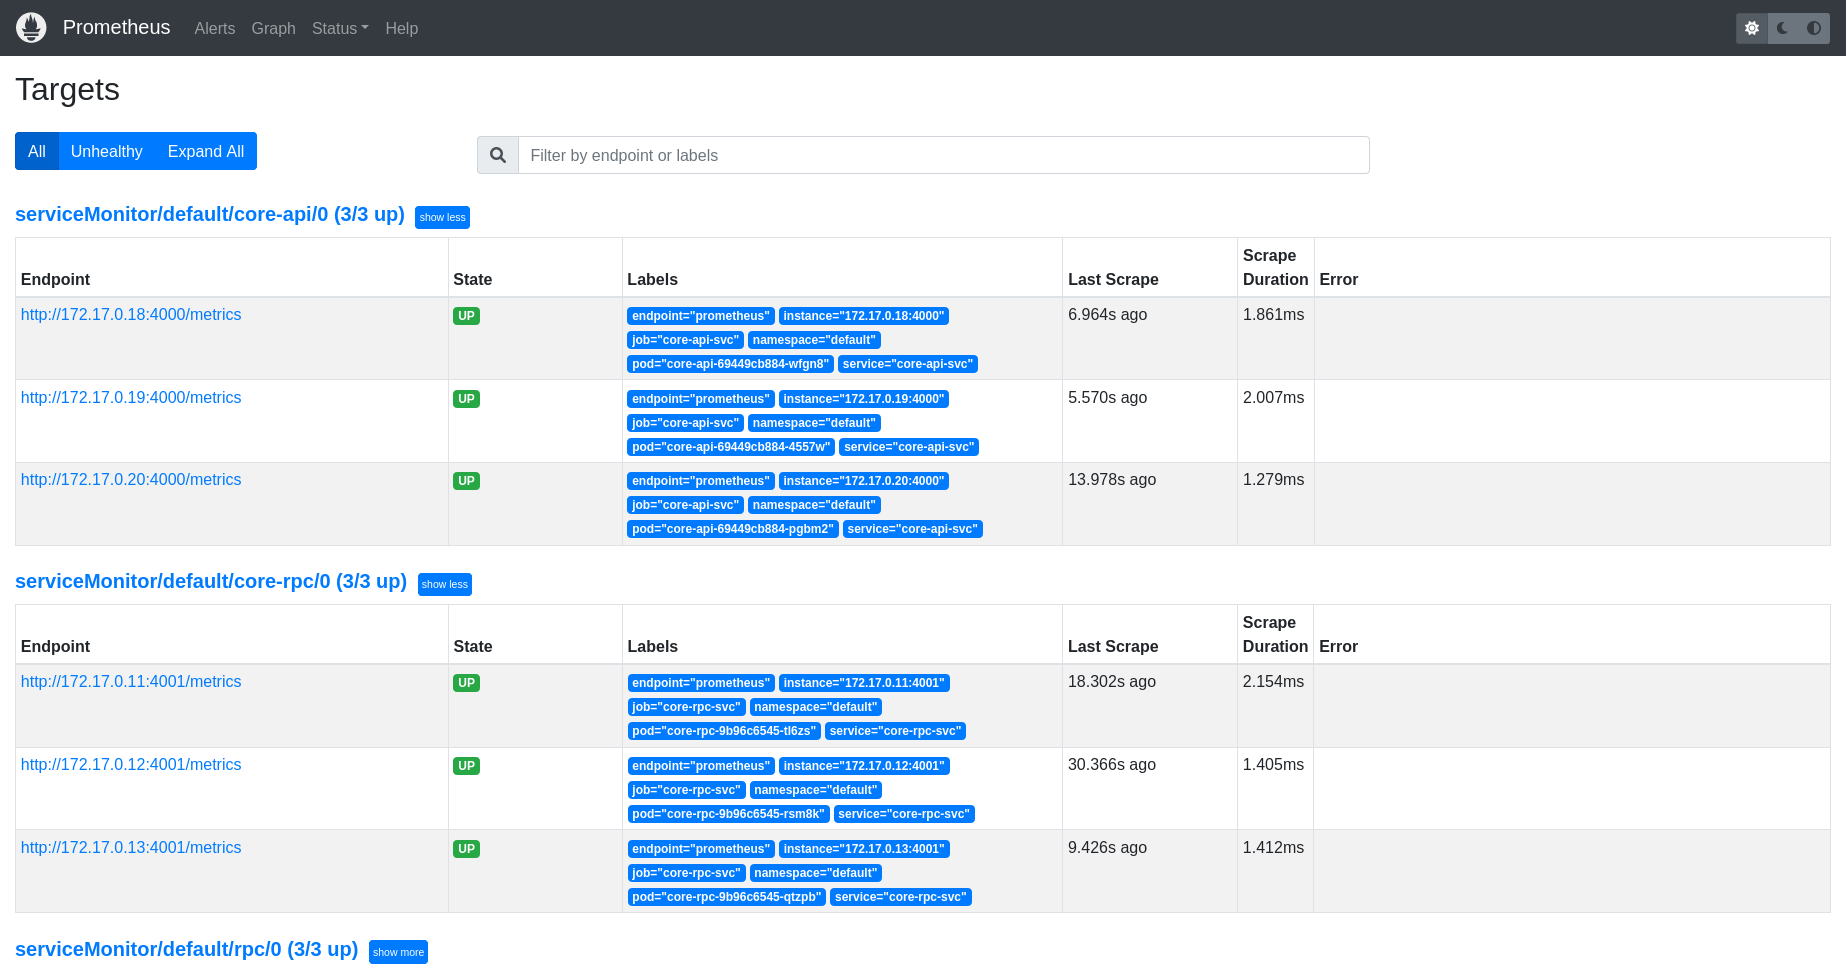 Prometheus Alerts Graph Status Help
Targets
All Unhealthy Expand All
Filter by endpoint or labels
serviceMonitor/default/core-api/0 (3/3 up) show less
Endpoint State Labels Last Scrape Scrape Duration Error
http://172.17.0.18:4000/metrics UP endpoint="prometheus" instance="172.17.0.18:4000" 6.964s ago 1.861ms
job="core-api-svc" namespace="default"
pod="core-api-69449cb884-wfgn8" service="core-api-svc"
http://172.17.0.19:4000/metrics UP endpoint="prometheus" instance="172.17.0.19:4000" 5.570s ago 2.007ms
job="core-api-svc" namespace="default"
pod="core-api-69449cb884-4557w" service="core-api-svc"
http://172.17.0.20:4000/metrics UP endpoint="prometheus" instance="172.17.0.20:4000" 13.978s ago 1.279ms
job="core-api-svc" namespace="default"
pod="core-api-69449cb884-pgbm2" service="core-api-svc"
serviceMonitor/default/core-rpc/0 (3/3 up) show less
Endpoint State Labels Last Scrape Scrape Duration Error
http://172.17.0.11:4001/metrics UP endpoint="prometheus" instance="172.17.0.11:4001" 18.302s ago 2.154ms
job="core-rpc-svc" namespace="default"
pod="core-rpc-9b96c6545-tl6zs" service="core-rpc-svc"
http://172.17.0.12:4001/metrics UP endpoint="prometheus" instance="172.17.0.12:4001" 30.366s ago 1.405ms
job="core-rpc-svc" namespace="default"
pod="core-rpc-9b96c6545-rsm8k" service="core-rpc-svc"
http://172.17.0.13:4001/metrics UP endpoint="prometheus" instance="172.17.0.13:4001" 9.426s ago 1.412ms
job="core-rpc-svc" namespace="default"
pod="core-rpc-9b96c6545-qtzpb" service="core-rpc-svc"
serviceMonitor/default/rpc/0 (3/3 up) show more